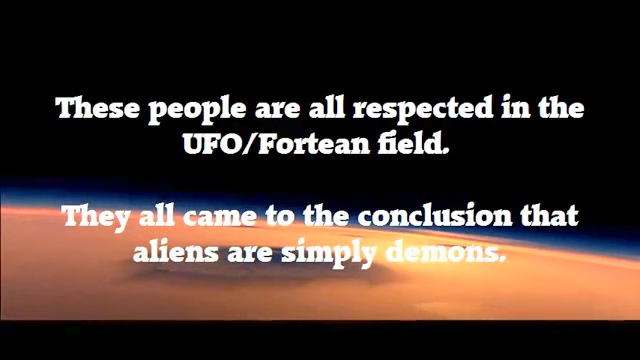 These people are all respected in the
UFO/Fortean field.
They all came to the conclusion that
aliens are simply demons.